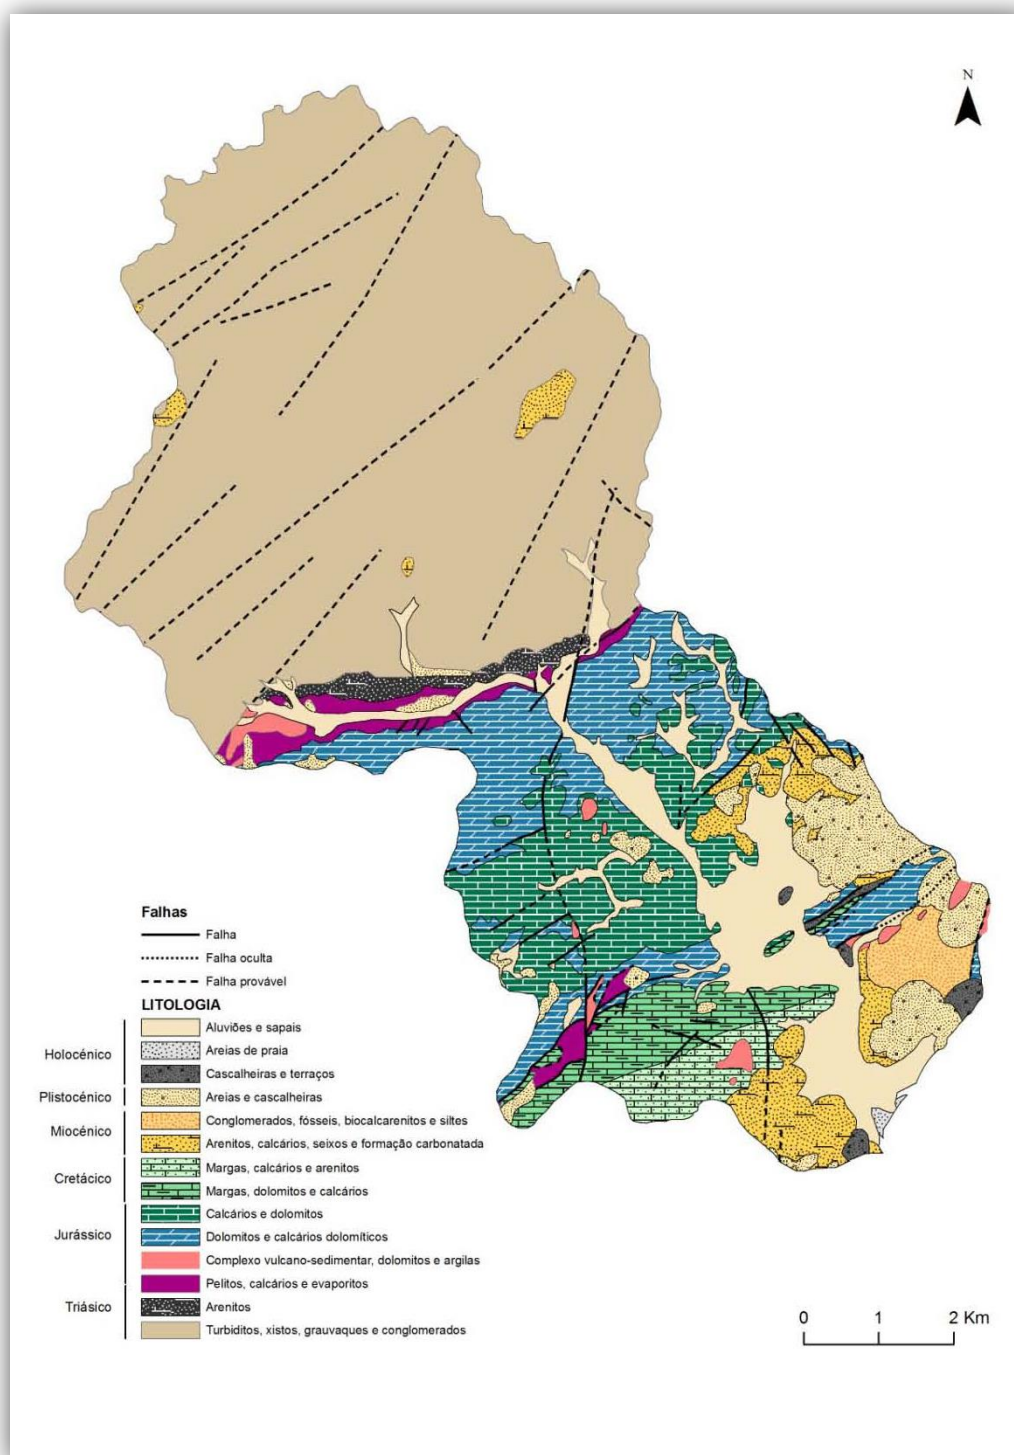 N
Falhas
Falha
Falha oculta
Falha provável
LITOLOGIA
Holocénico
Aluviões e sapais
Areias de praia
Cascalheiras e terraços
Plistocénico
Areias e cascalheiras
Miocénico
Conglomerados, fósseis, biocalcarenitos e siltes
Arenitos, calcários, seixos e formação carbonatada
Cretácico
Margas, calcários e arenitos
Margas, dolomitos e calcários
Jurássico
Calcários e dolomitos
Dolomitos e calcários dolomíticos
Complexo vulcano-sedimentar, dolomitos e argilas
Pelitos, calcários e evaporitos
Triásico
Arenitos
Turbiditos, xistos, grauvaques e conglomerados
0 1 2 Km